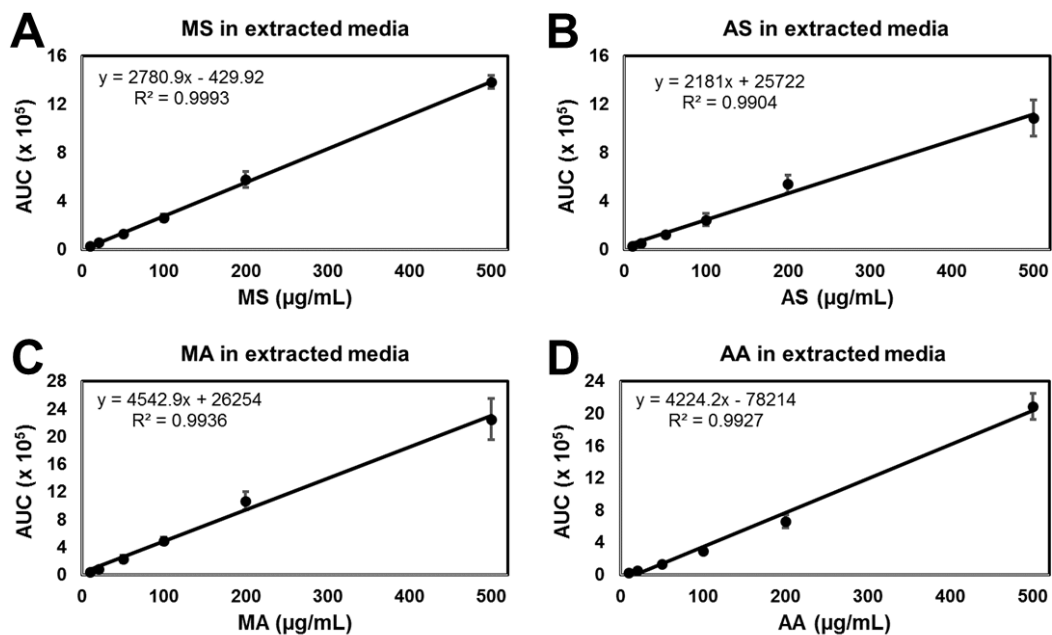 A
MS in extracted media
y = 2780.9x - 429.92
R² = 0.9993
16
12
8
4
0
AUC (x 10⁵)
0 100 200 300 400 500
MS (µg/mL)
B
AS in extracted media
y = 2181x + 25722
R² = 0.9904
16
12
8
4
0
AUC (x 10⁵)
0 100 200 300 400 500
AS (µg/mL)
C
MA in extracted media
y = 4542.9x + 26254
R² = 0.9936
28
24
20
16
12
8
4
0
AUC (x 10⁵)
0 100 200 300 400 500
MA (µg/mL)
D
AA in extracted media
y = 4224.2x - 78214
R² = 0.9927
24
20
16
12
8
4
0
AUC (x 10⁵)
0 100 200 300 400 500
AA (µg/mL)